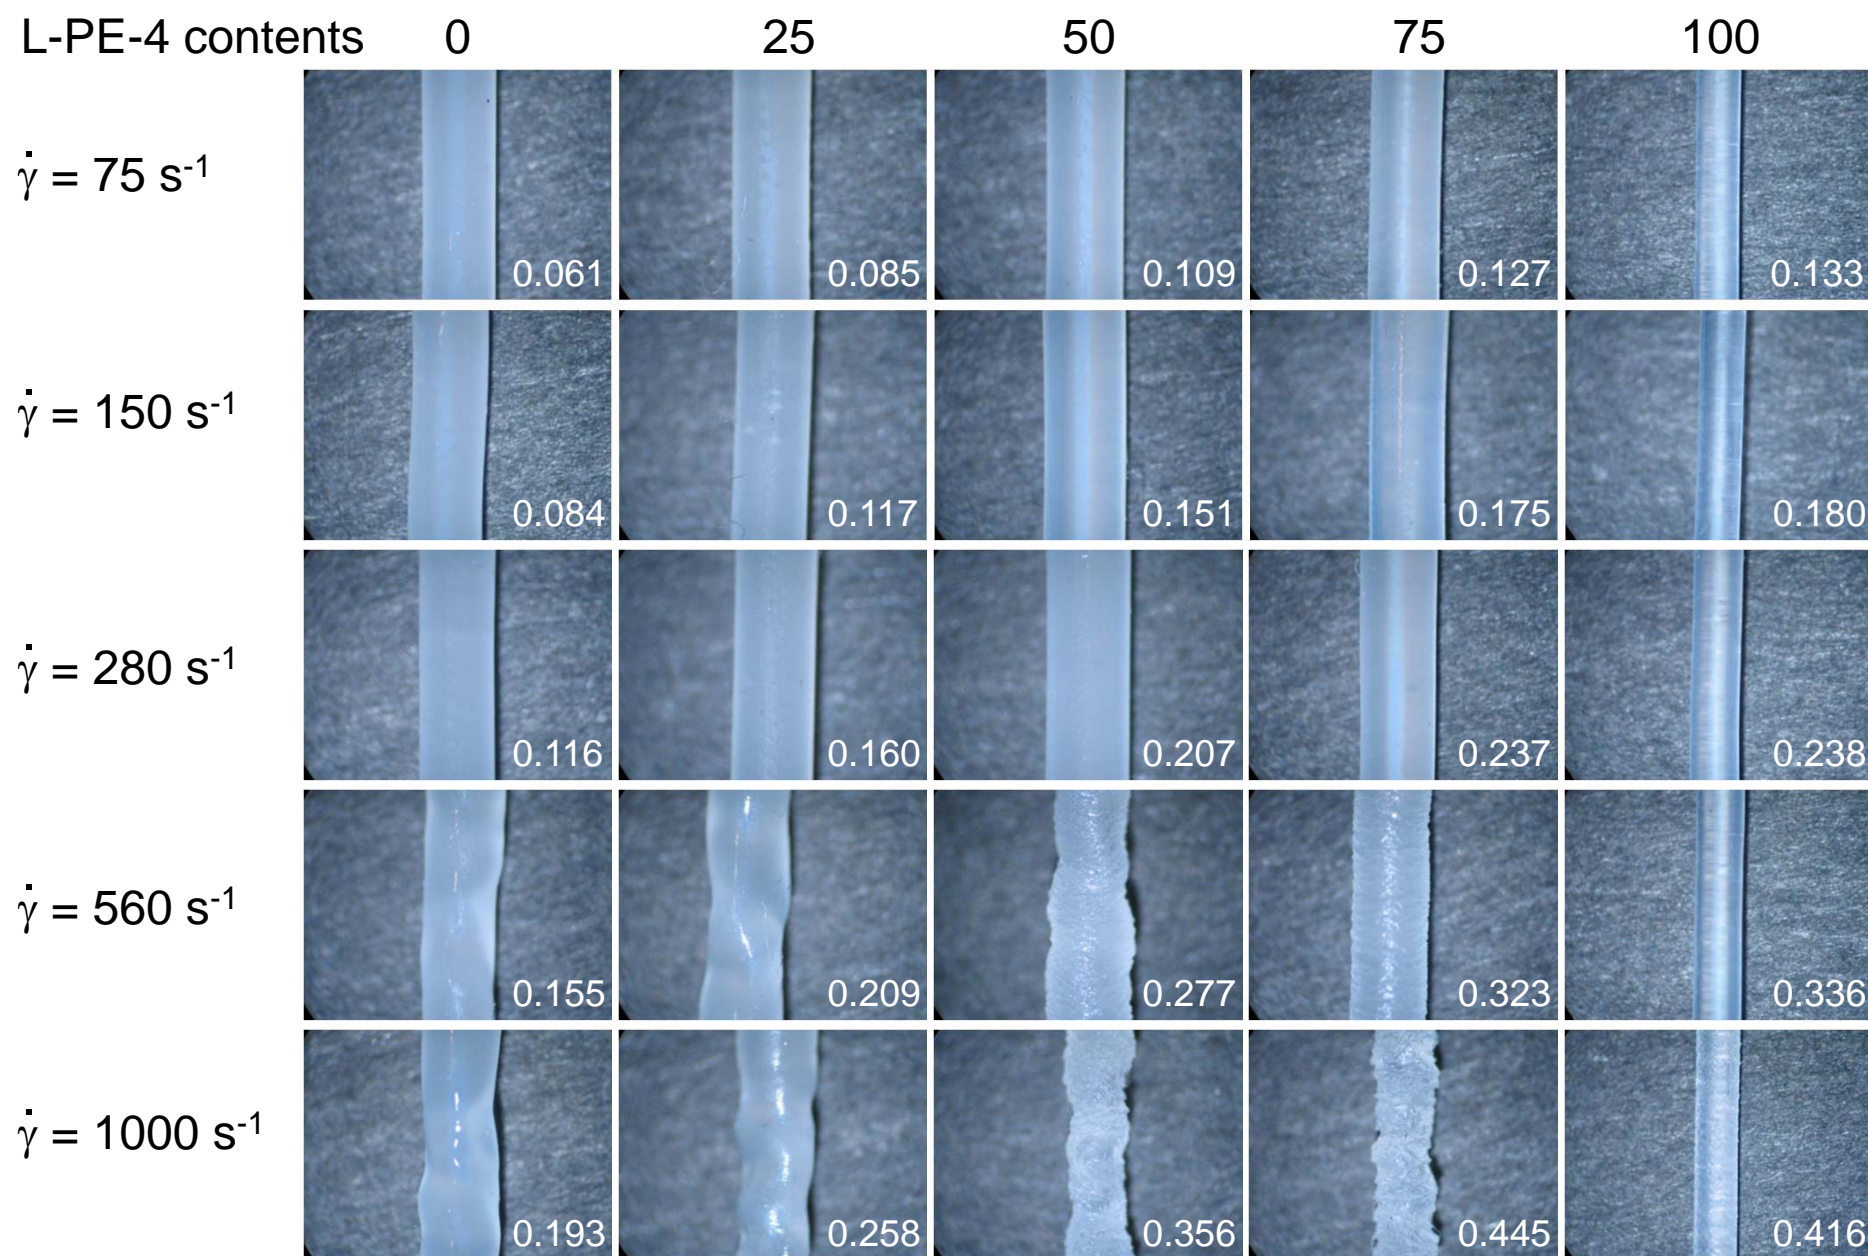 L-PE-4 contents 0 25 50 75 100
γ̇ = 75 s⁻¹ 0.061 0.085 0.109 0.127 0.133
γ̇ = 150 s⁻¹ 0.084 0.117 0.151 0.175 0.180
γ̇ = 280 s⁻¹ 0.116 0.160 0.207 0.237 0.238
γ̇ = 560 s⁻¹ 0.155 0.209 0.277 0.323 0.336
γ̇ = 1000 s⁻¹ 0.193 0.258 0.356 0.445 0.416